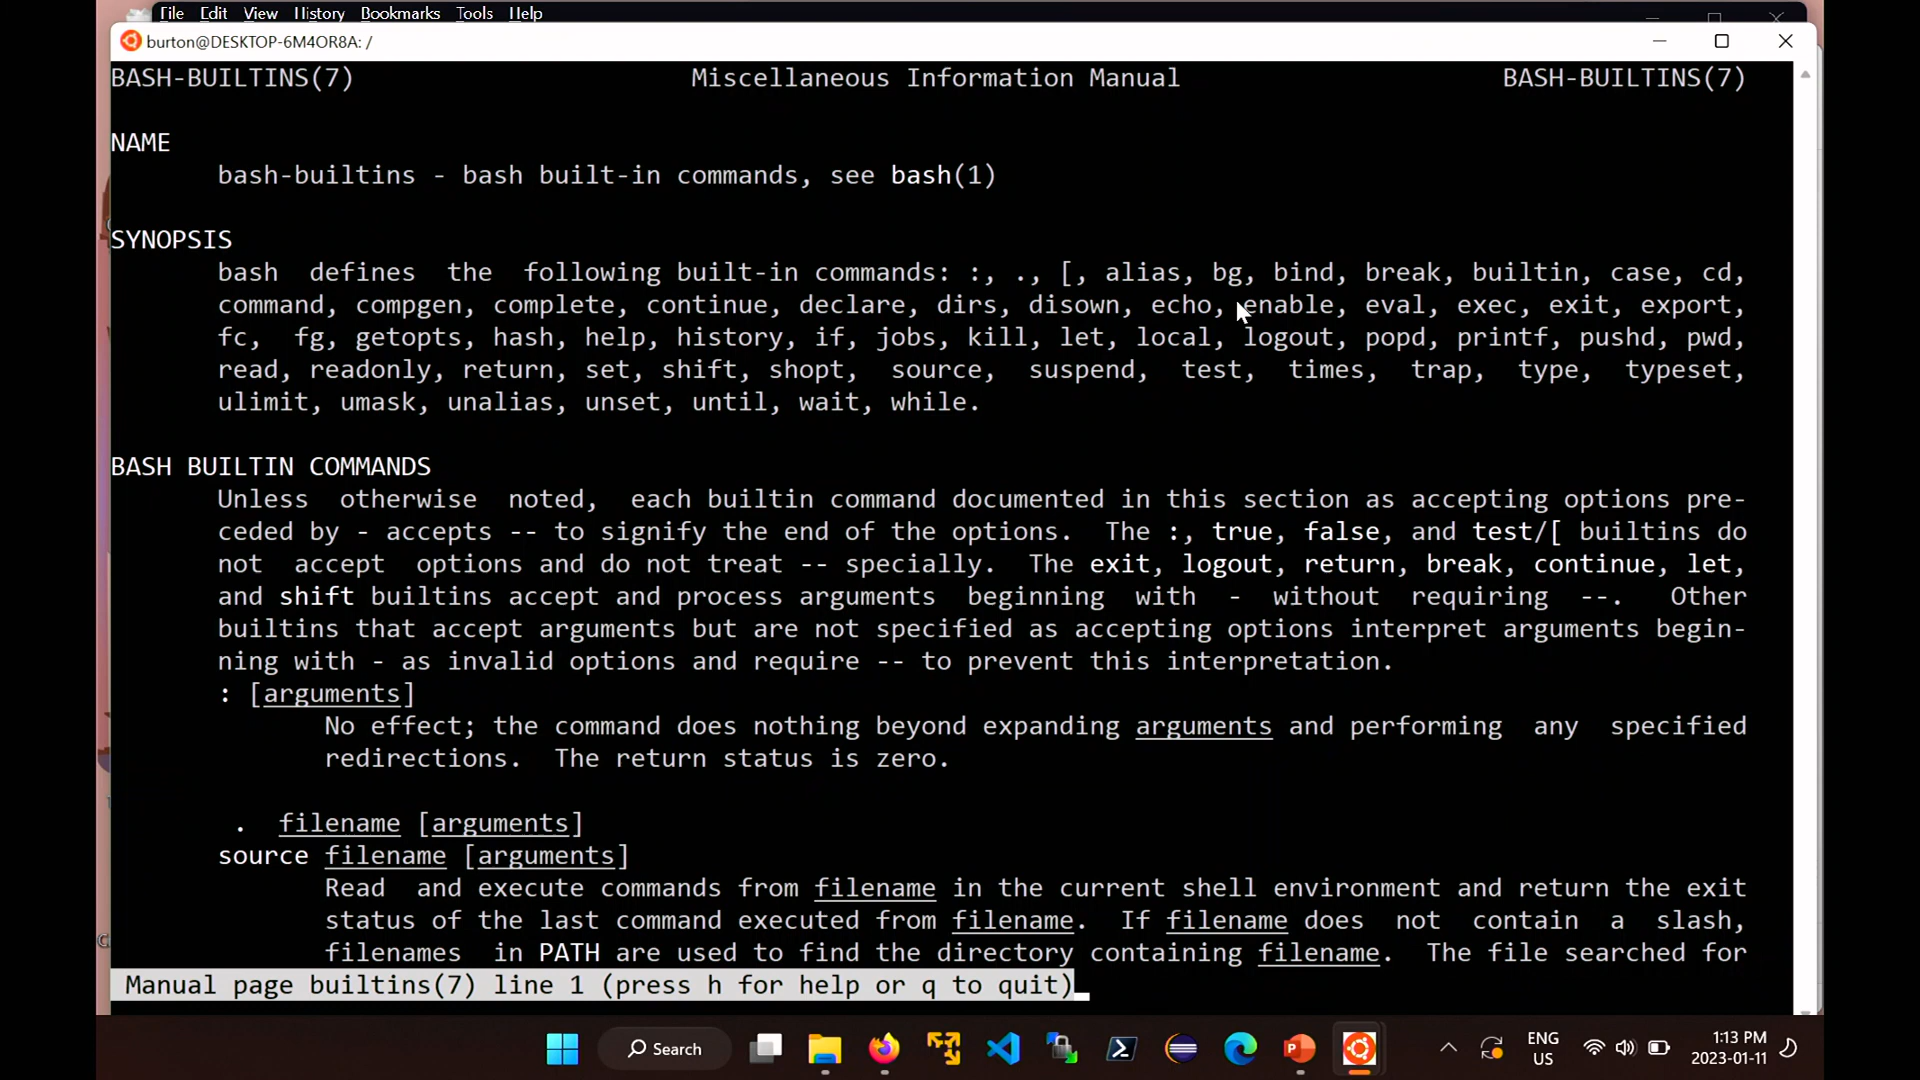 File Edit View History Bookmarks Tools Help
burton@DESKTOP-6M4OR8A: /
BASH-BUILTINS(7) Miscellaneous Information Manual BASH-BUILTINS(7)
NAME
bash-builtins - bash built-in commands, see bash(1)
SYNOPSIS
bash defines the following built-in commands: :, ., [, alias, bg, bind, break, builtin, case, cd,
command, compgen, complete, continue, declare, dirs, disown, echo, enable, eval, exec, exit, export,
fc, fg, getopts, hash, help, history, if, jobs, kill, let, local, logout, popd, printf, pushd, pwd,
read, readonly, return, set, shift, shopt, source, suspend, test, times, trap, type, typeset,
ulimit, umask, unalias, unset, until, wait, while.
BASH BUILTIN COMMANDS
Unless otherwise noted, each builtin command documented in this section as accepting options pre-
ceded by - accepts -- to signify the end of the options. The :, true, false, and test/[ builtins do
not accept options and do not treat -- specially. The exit, logout, return, break, continue, let,
and shift builtins accept and process arguments beginning with - without requiring --. Other
builtins that accept arguments but are not specified as accepting options interpret arguments begin-
ning with - as invalid options and require -- to prevent this interpretation.
: [arguments]
No effect; the command does nothing beyond expanding arguments and performing any specified
redirections. The return status is zero.
. filename [arguments]
source filename [arguments]
Read and execute commands from filename in the current shell environment and return the exit
status of the last command executed from filename. If filename does not contain a slash,
filenames in PATH are used to find the directory containing filename. The file searched for
Manual page builtins(7) line 1 (press h for help or q to quit)
Search
ENG
US
1:13 PM
2023-01-11